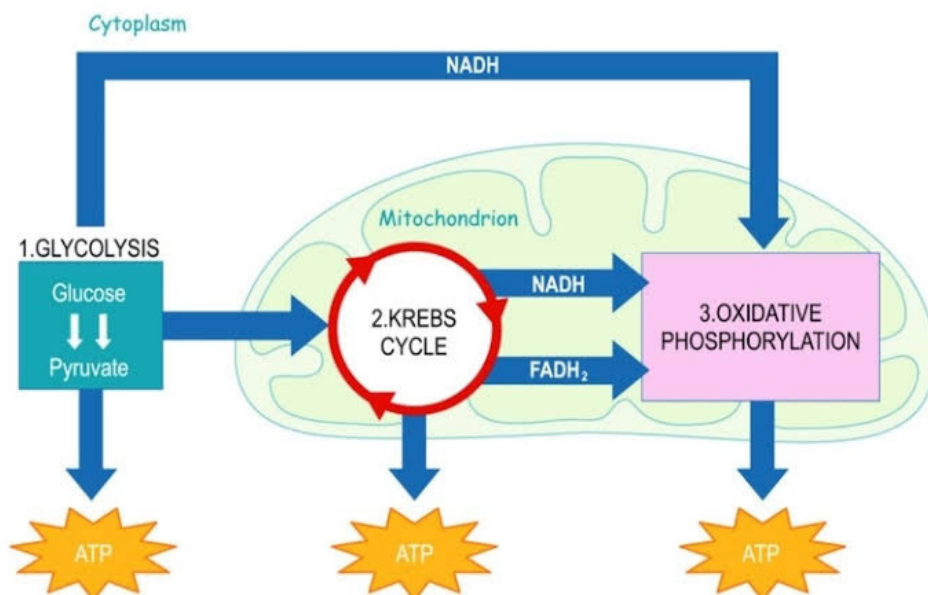 Cytoplasm
NADH
Mitochondrion
1.GLYCOLYSIS
Glucose
Pyruvate
2.KREBS
CYCLE
NADH
FADH₂
3.OXIDATIVE
PHOSPHORYLATION
ATP
ATP
ATP